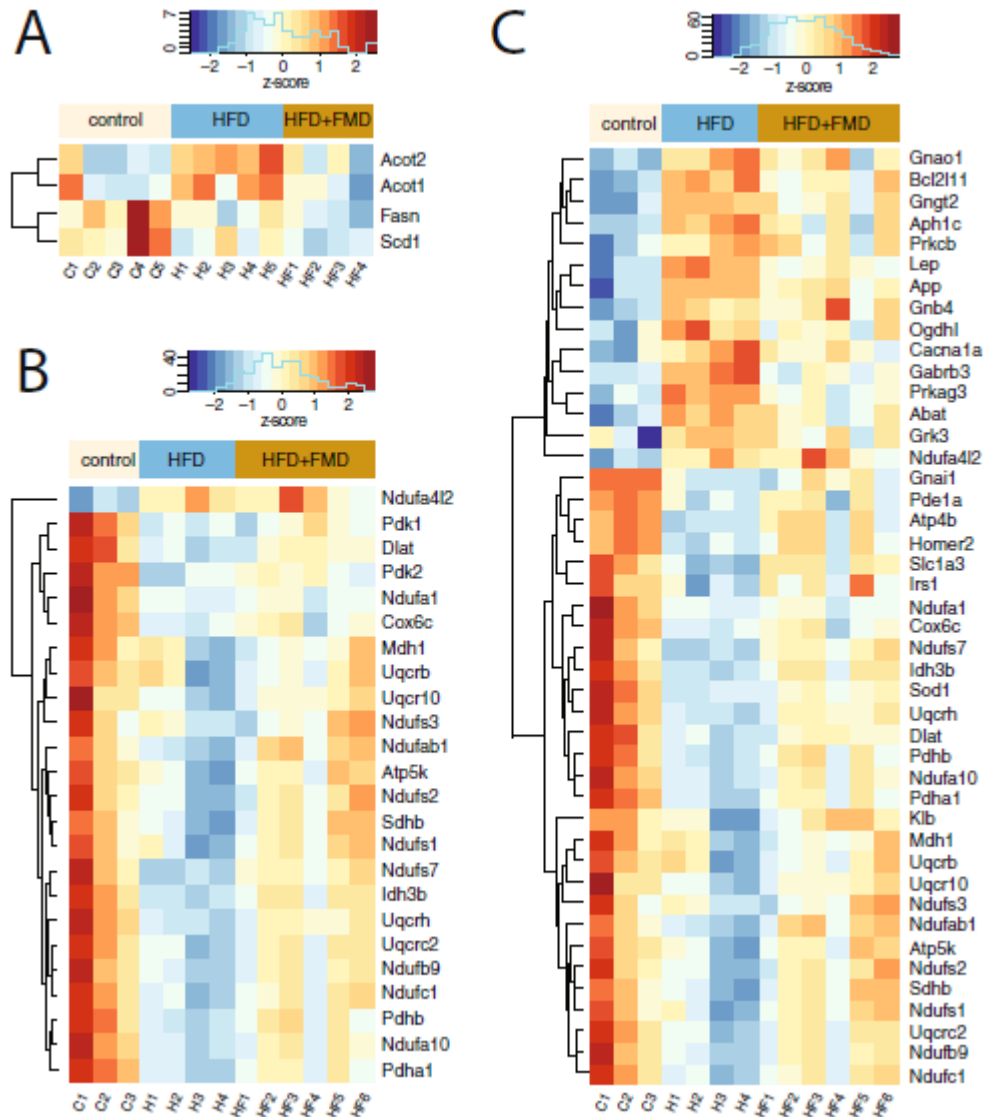 A
7
0
−2 −1 0 1 2
z-score
control HFD HFD+FMD
Acot2
Acot1
Fasn
Scd1
C1 C2 C3 C4 C5 H1 H2 H3 H4 H5 HF1 HF2 HF3 HF4
B
40
0
−2 −1 0 1 2
z-score
control HFD HFD+FMD
Ndufa4l2
Pdk1
Dlat
Pdk2
Ndufa1
Cox6c
Mdh1
Uqcrb
Uqcr10
Ndufs3
Ndufab1
Atp5k
Ndufs2
Sdhb
Ndufs1
Ndufs7
Idh3b
Uqcrh
Uqcrc2
Ndufb9
Ndufc1
Pdhb
Ndufa10
Pdha1
C1 C2 C3 H1 H2 H3 H4 HF1 HF2 HF3 HF4 HF5 HF6
C
60
0
−2 −1 0 1 2
z-score
control HFD HFD+FMD
Gnao1
Bcl2l11
Gngt2
Aph1c
Prkcb
Lep
App
Gnb4
Ogdhl
Cacna1a
Gabrb3
Prkag3
Abat
Grk3
Ndufa4l2
Gnai1
Pde1a
Atp4b
Homer2
Slc1a3
Irs1
Ndufa1
Cox6c
Ndufs7
Idh3b
Sod1
Uqcrh
Dlat
Pdhb
Ndufa10
Pdha1
Klb
Mdh1
Uqcrb
Uqcr10
Ndufs3
Ndufab1
Atp5k
Ndufs2
Sdhb
Ndufs1
Uqcrc2
Ndufb9
Ndufc1
C1 C2 C3 H1 H2 H3 H4 HF1 HF2 HF3 HF4 HF5 HF6